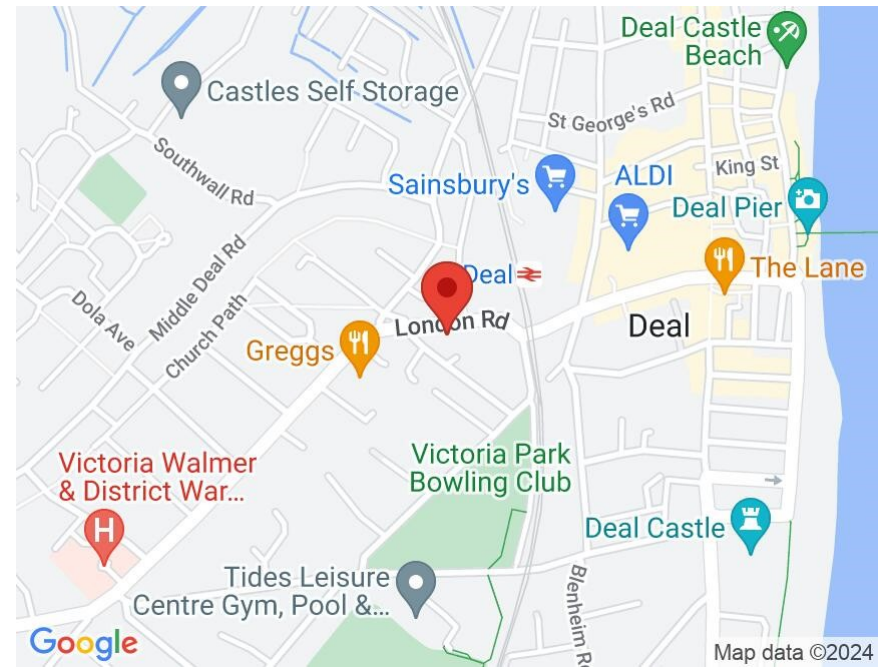 Deal Castle
Beach
Castles Self Storage
St George's Rd
King St
Southwall Rd
Sainsbury's
ALDI
Deal Pier
Middle Deal Rd
Deal
The Lane
Dola Ave
Church Path
London Rd
Deal
Greggs
Victoria Park
Bowling Club
Victoria Walmer
& District War...
H
Deal Castle
Tides Leisure
Centre Gym, Pool &...
Blenheim R
Google
Map data ©2024